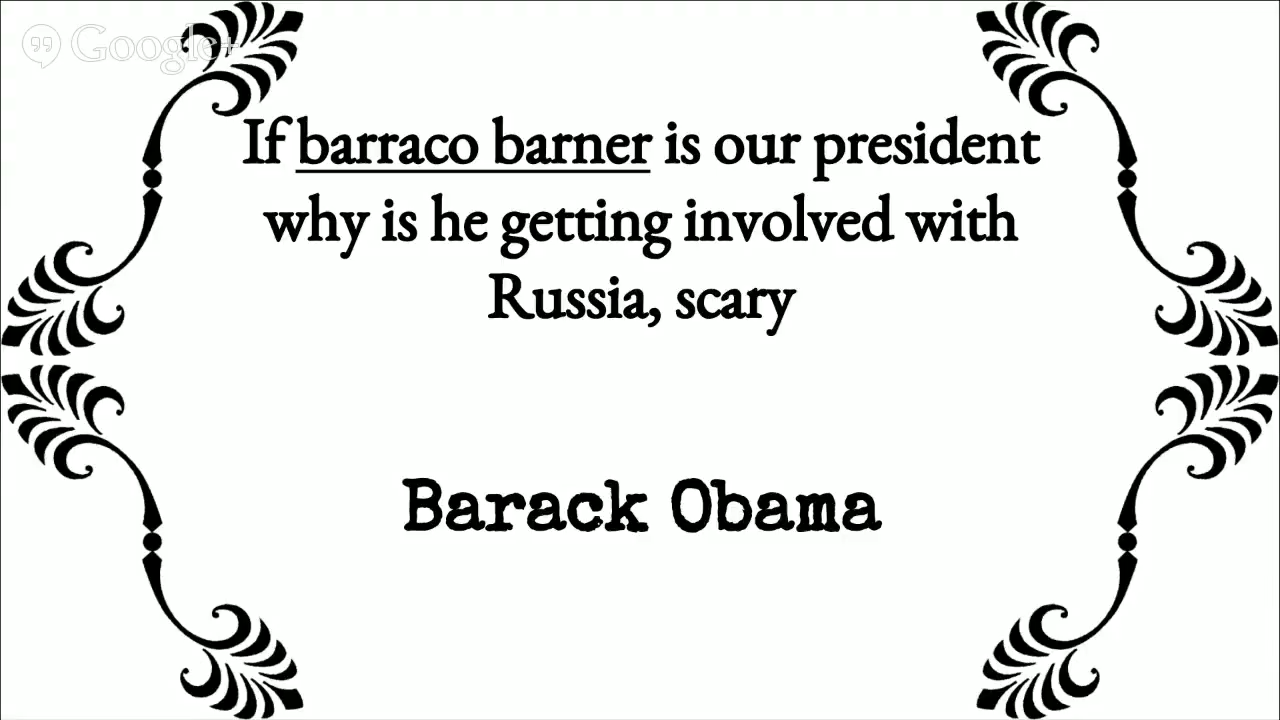 Google+
If barraco barner is our president
why is he getting involved with
Russia, scary
Barack Obama